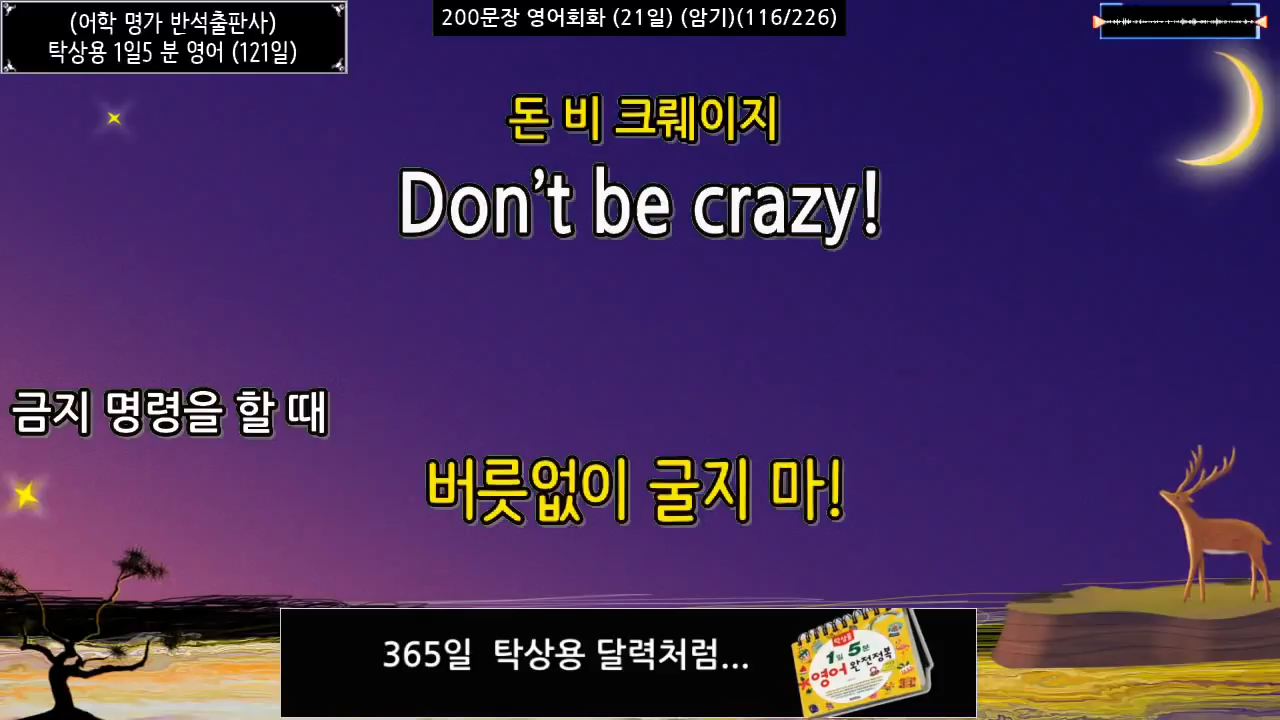 (어학 명가 반석출판사)
탁상용 1일5 분 영어 (121일)
200문장 영어회화 (21일) (암기)(116/226)
돈 비 크뤠이지
Don't be crazy!
금지 명령을 할 때
버릇없이 굴지 마!
365일 탁상용 달력처럼...
탁상용
1일 5분
영어 완전정복